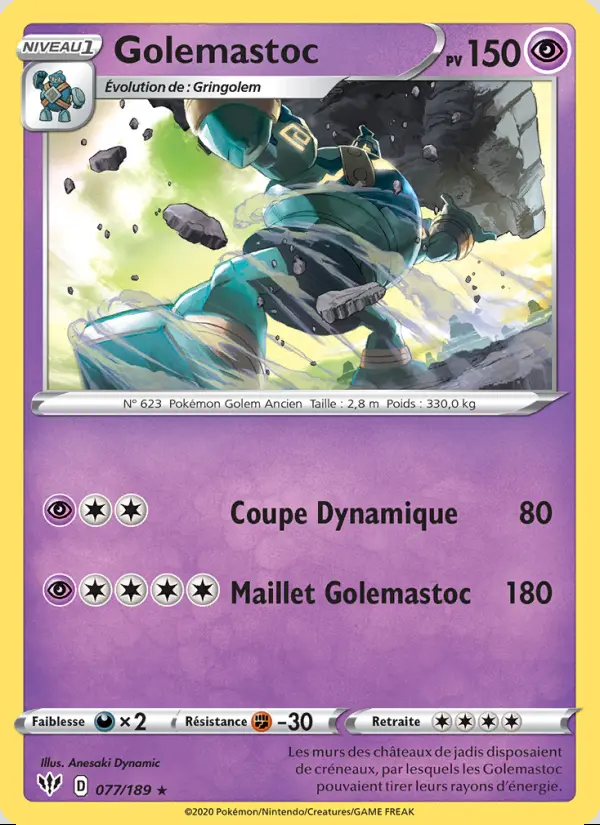 NIVEAU 1
Golemastoc
PV 150
Évolution de : Gringolem
N° 623 Pokémon Golem Ancien Taille : 2,8 m Poids : 330,0 kg
Coupe Dynamique 80
Maillet Golemastoc 180
Faiblesse ×2 Résistance -30 Retraite
Illus. Anesaki Dynamic
D 077/189 ★
Les murs des châteaux de jadis disposaient
de créneaux, par lesquels les Golemastoc
pouvaient tirer leurs rayons d'énergie.
©2020 Pokémon/Nintendo/Creatures/GAME FREAK